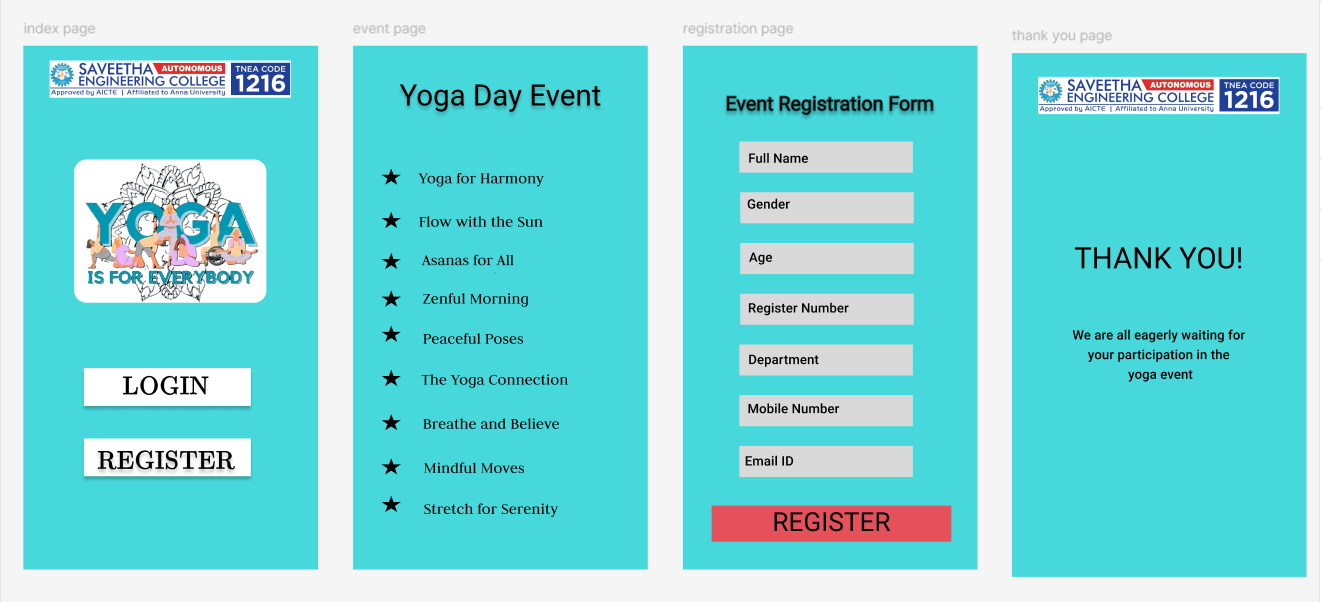 index page
SAVEETHA AUTONOMOUS
ENGINEERING COLLEGE
Approved by AICTE | Affiliated to Anna University
TNEA CODE
1216
YOGA
IS FOR EVERYBODY
LOGIN
REGISTER
event page
Yoga Day Event
Yoga for Harmony
Flow with the Sun
Asanas for All
Zenful Morning
Peaceful Poses
The Yoga Connection
Breathe and Believe
Mindful Moves
Stretch for Serenity
registration page
Event Registration Form
Full Name
Gender
Age
Register Number
Department
Mobile Number
Email ID
REGISTER
thank you page
SAVEETHA AUTONOMOUS
ENGINEERING COLLEGE
Approved by AICTE | Affiliated to Anna University
TNEA CODE
1216
THANK YOU!
We are all eagerly waiting for
your participation in the
yoga event